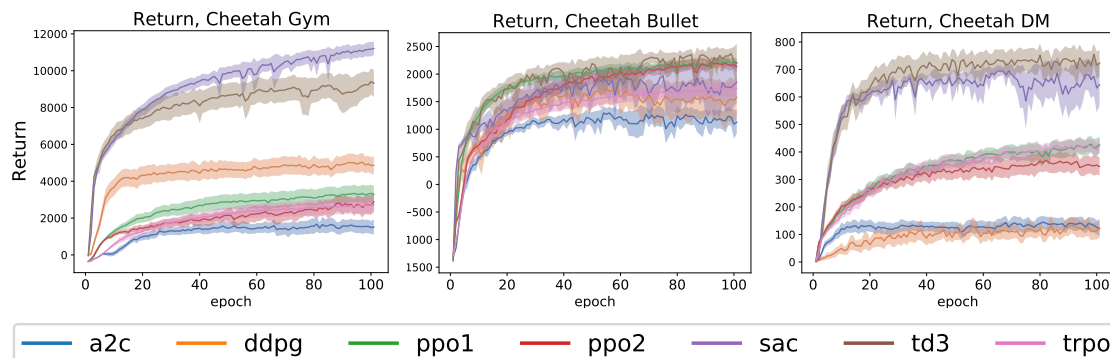 Return, Cheetah Gym
Return
12000
10000
8000
6000
4000
2000
0
0 20 40 60 80 100
epoch
Return, Cheetah Bullet
2500
2000
1500
1000
500
0
−500
1000
1500
0 20 40 60 80 100
epoch
Return, Cheetah DM
800
700
600
500
400
300
200
100
0
0 20 40 60 80 100
epoch
a2c ddpg ppo1 ppo2 sac td3 trpo